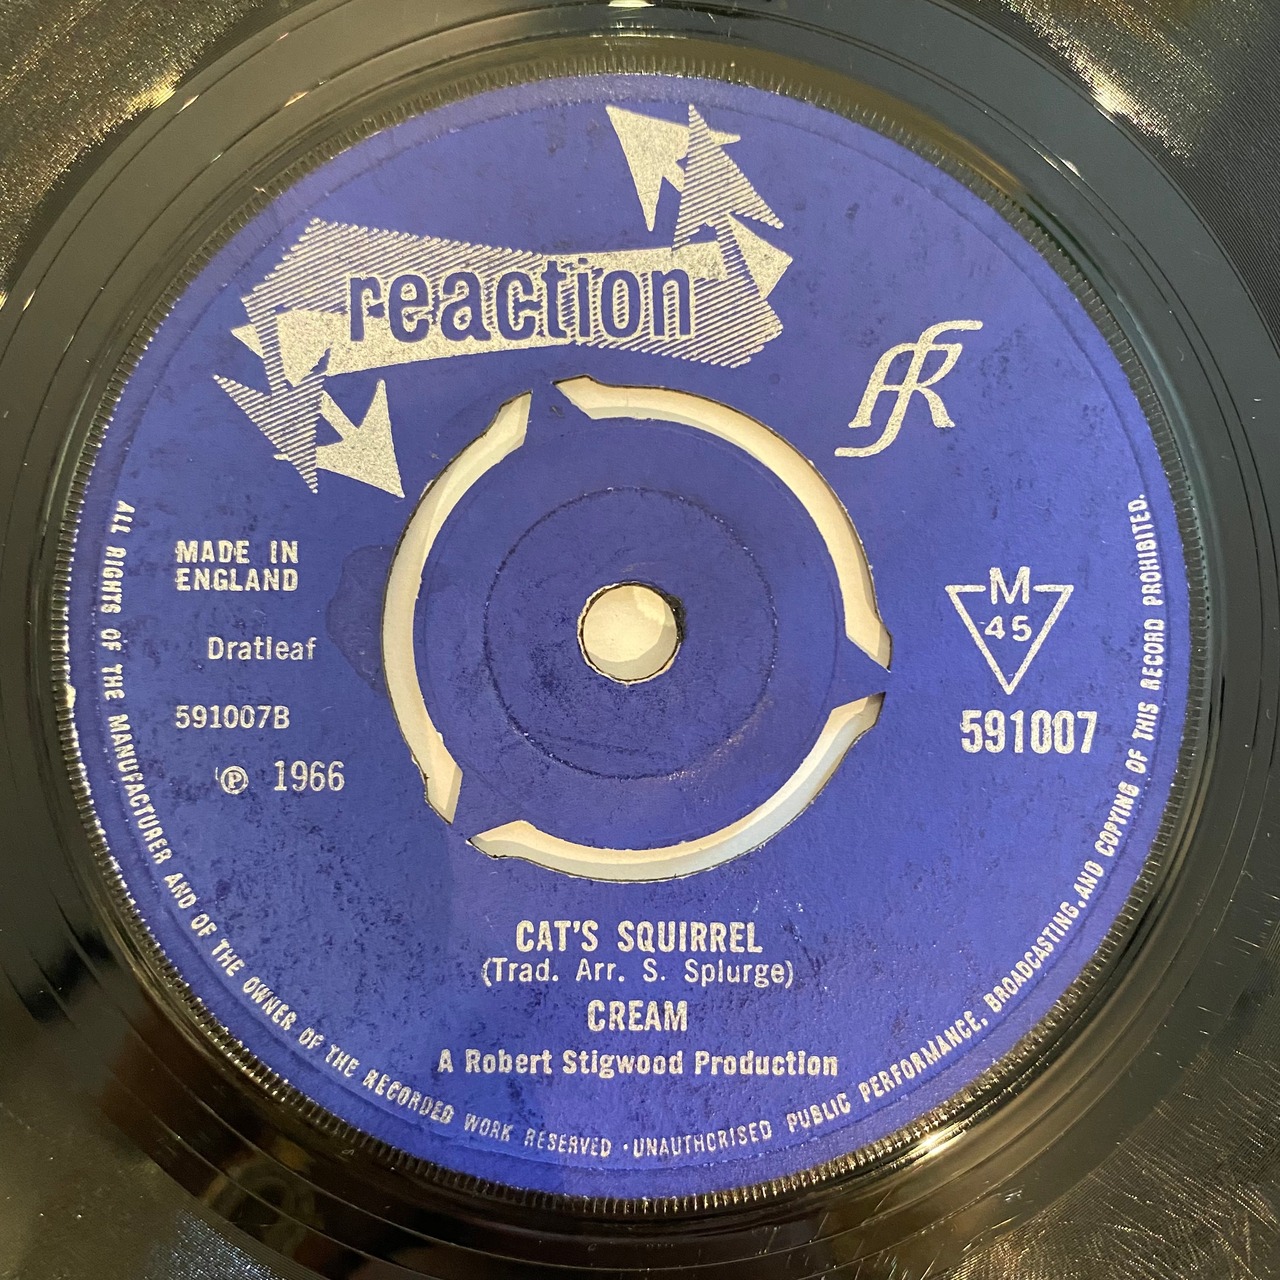 reaction
FR
MADE IN
ENGLAND
Dratleaf
591007B
℗ 1966
M
45
591007
CAT'S SQUIRREL
(Trad. Arr. S. Splurge)
CREAM
A Robert Stigwood Production
ALL RIGHTS OF THE MANUFACTURER AND OF THE OWNER OF THE RECORDED WORK RESERVED · UNAUTHORISED PUBLIC PERFORMANCE, BROADCASTING, AND COPYING OF THIS RECORD PROHIBITED.